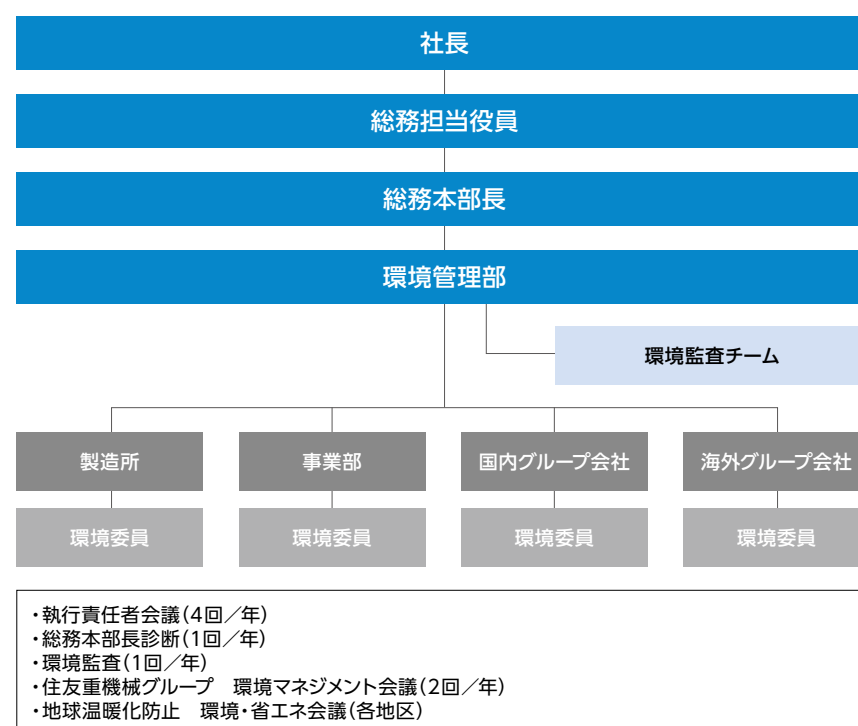 社長
総務担当役員
総務本部長
環境管理部
環境監査チーム
製造所 事業部 国内グループ会社 海外グループ会社
環境委員 環境委員 環境委員 環境委員
・執行責任者会議(4回／年)
・総務本部長診断(1回／年)
・環境監査(1回／年)
・住友重機械グループ　環境マネジメント会議(2回／年)
・地球温暖化防止　環境・省エネ会議(各地区)